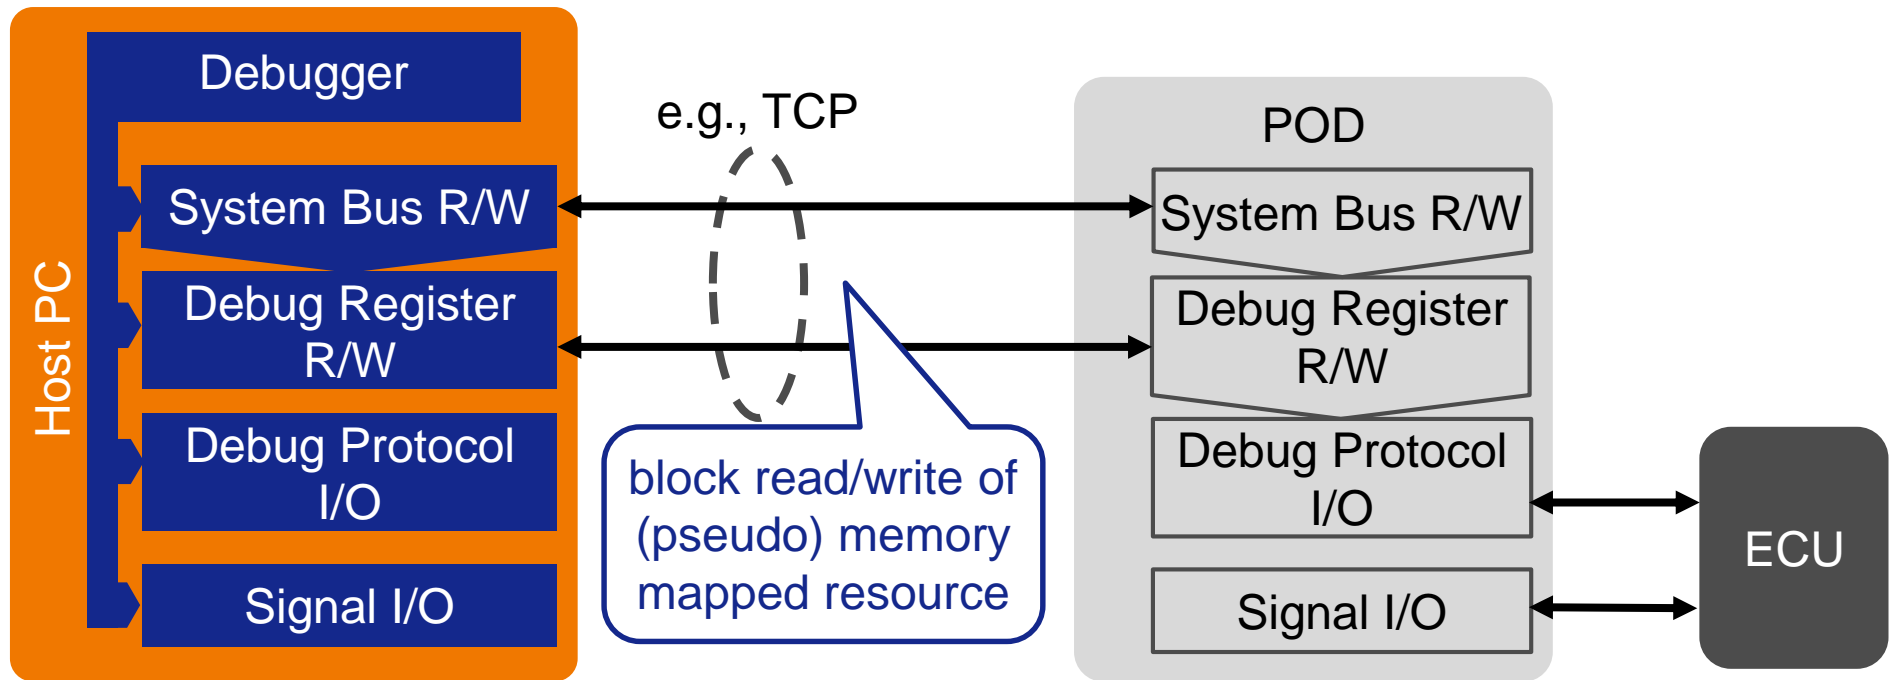 Debugger
Host PC
System Bus R/W
Debug Register
R/W
Debug Protocol
I/O
Signal I/O
e.g., TCP
block read/write of
(pseudo) memory
mapped resource
POD
System Bus R/W
Debug Register
R/W
Debug Protocol
I/O
Signal I/O
ECU